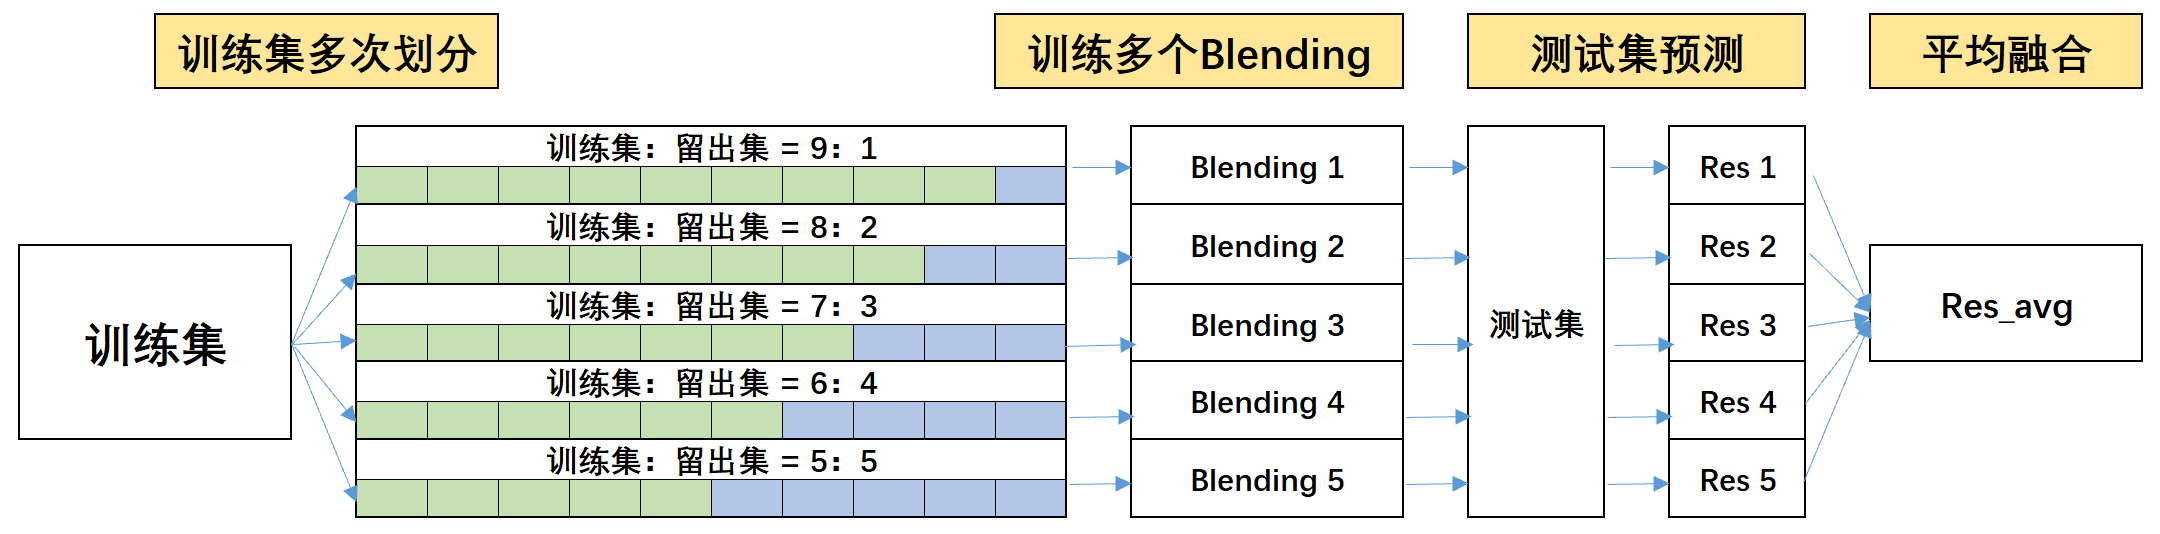 训练集多次划分
训练多个Blending
测试集预测
平均融合
训练集
训练集：留出集 = 9：1
训练集：留出集 = 8：2
训练集：留出集 = 7：3
训练集：留出集 = 6：4
训练集：留出集 = 5：5
Blending 1
Blending 2
Blending 3
Blending 4
Blending 5
测试集
Res 1
Res 2
Res 3
Res 4
Res 5
Res_avg